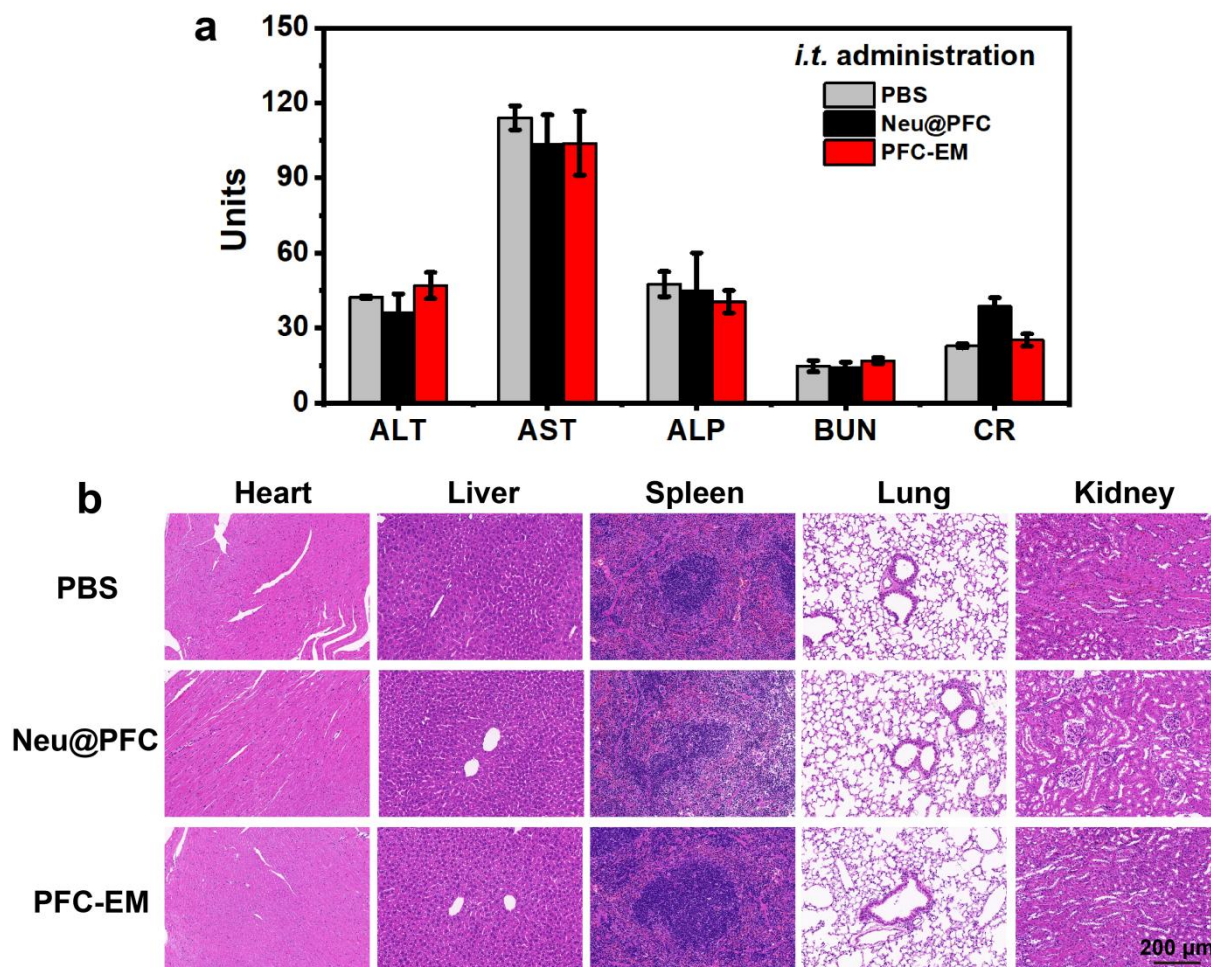 a
150
120
90
60
30
0
Units
i.t. administration
PBS
Neu@PFC
PFC-EM
ALT AST ALP BUN CR
b
Heart Liver Spleen Lung Kidney
PBS
Neu@PFC
PFC-EM
200 μm